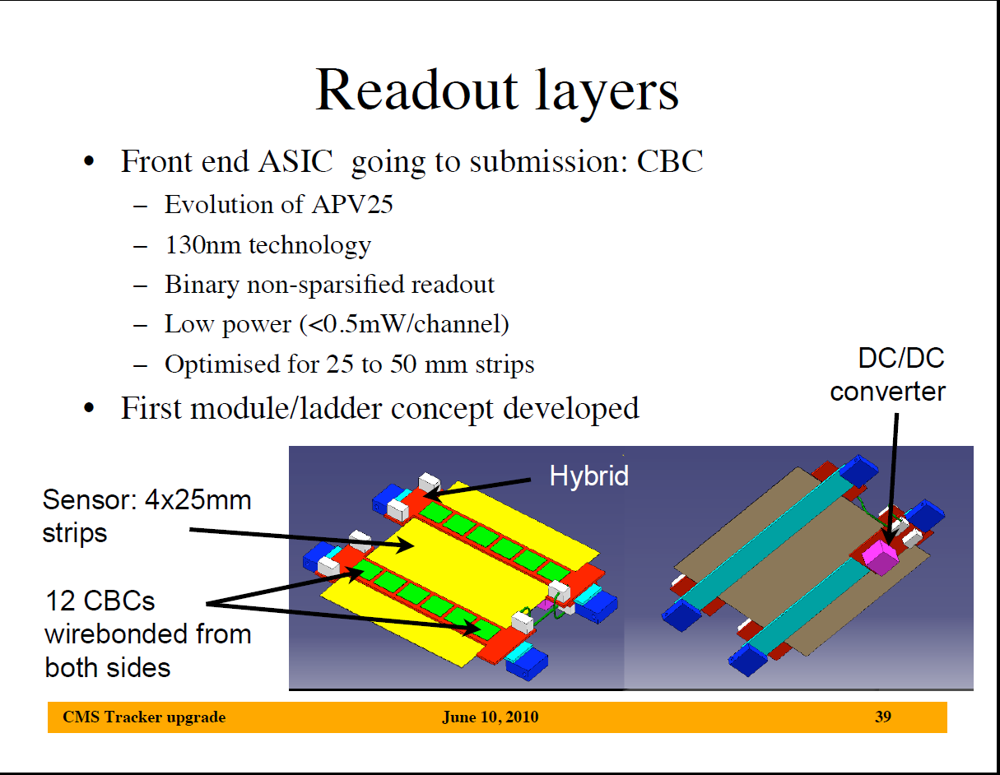 Readout layers
• Front end ASIC going to submission: CBC
– Evolution of APV25
– 130nm technology
– Binary non-sparsified readout
– Low power (<0.5mW/channel)
– Optimised for 25 to 50 mm strips
• First module/ladder concept developed
DC/DC
converter
Hybrid
Sensor: 4x25mm
strips
12 CBCs
wirebonded from
both sides
CMS Tracker upgrade
June 10, 2010
39